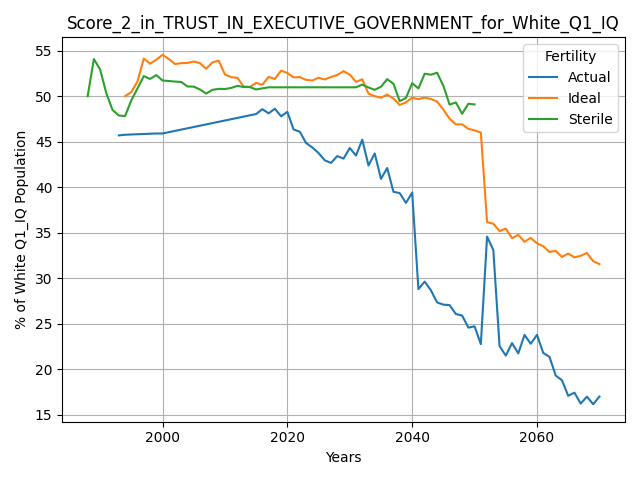 Score_2_in_TRUST_IN_EXECUTIVE_GOVERNMENT_for_White_Q1_IQ
Fertility
Actual
Ideal
Sterile
% of White Q1_IQ Population
55
50
45
40
35
30
25
20
15
2000
2020
2040
2060
Years